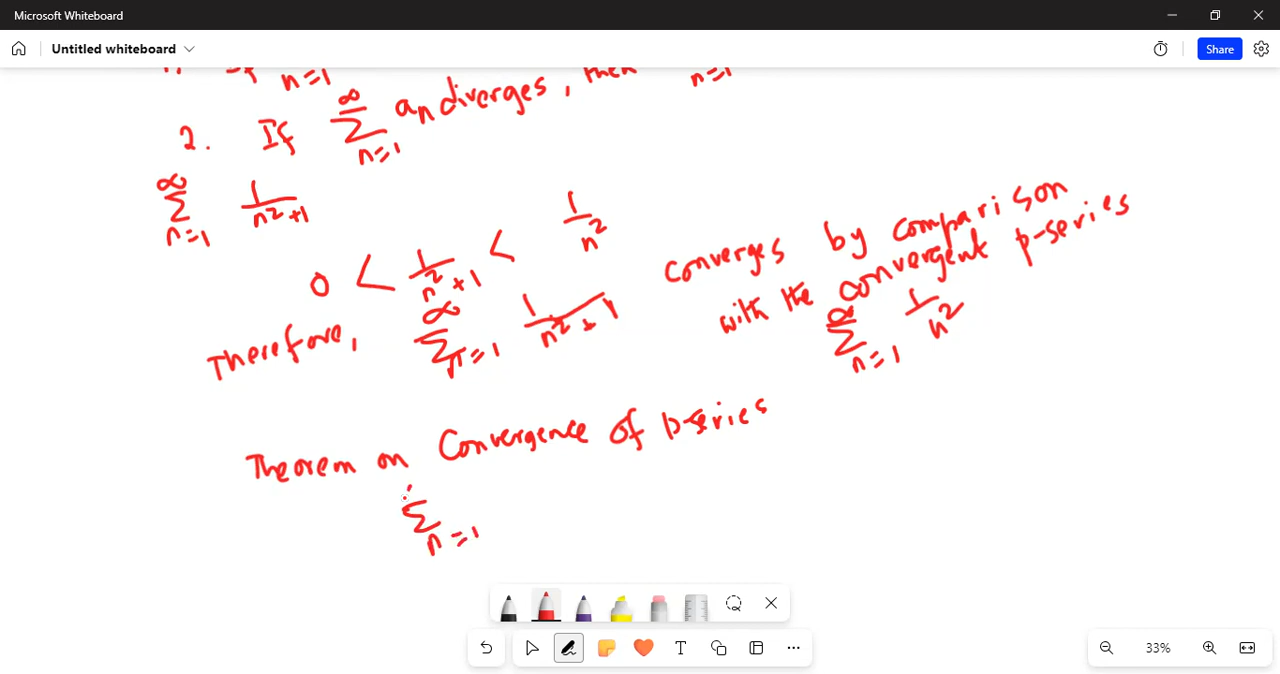 Microsoft Whiteboard
Untitled whiteboard
Share
n=1
n=1
an diverges, then
2. If ∞ Σ n=1
∞ Σ n=1 1/n²+1
0 < 1/n²+1 < 1/n²
Therefore, ∞ Σ n=1 1/n²+1 converges by comparison
with the convergent p-series
∞ Σ n=1 1/n²
Theorem on Convergence of p-series
Σ n=1
33%